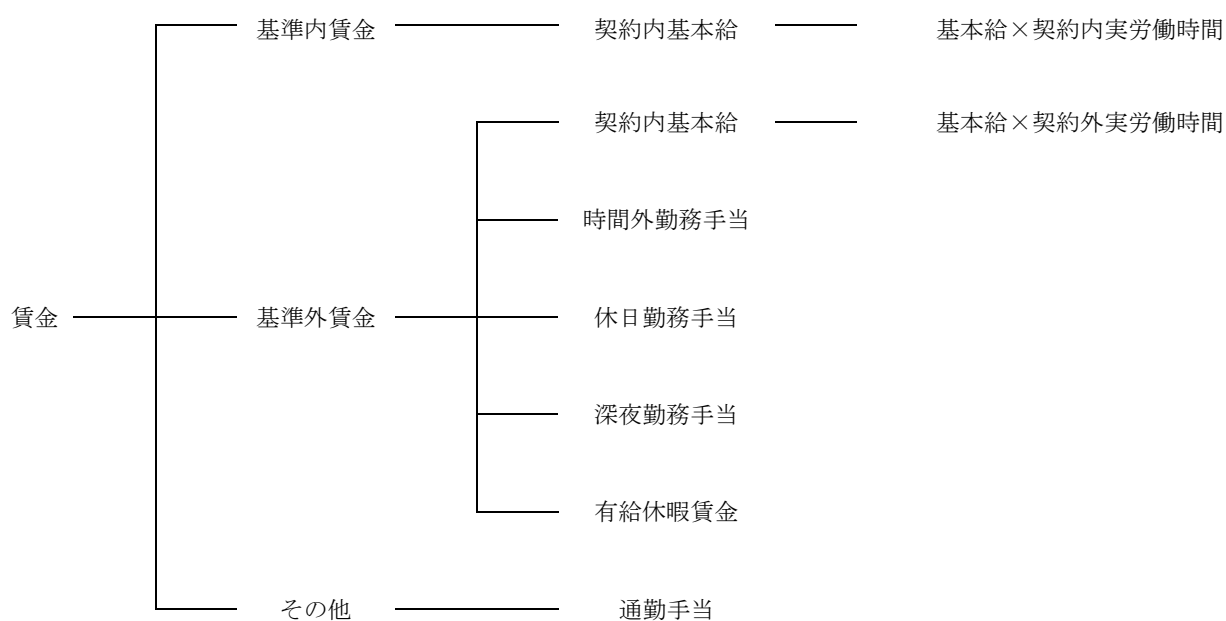 基準内賃金 契約内基本給 基本給×契約内実労働時間
契約内基本給 基本給×契約外実労働時間
時間外勤務手当
賃金 基準外賃金 休日勤務手当
深夜勤務手当
有給休暇賃金
その他 通勤手当